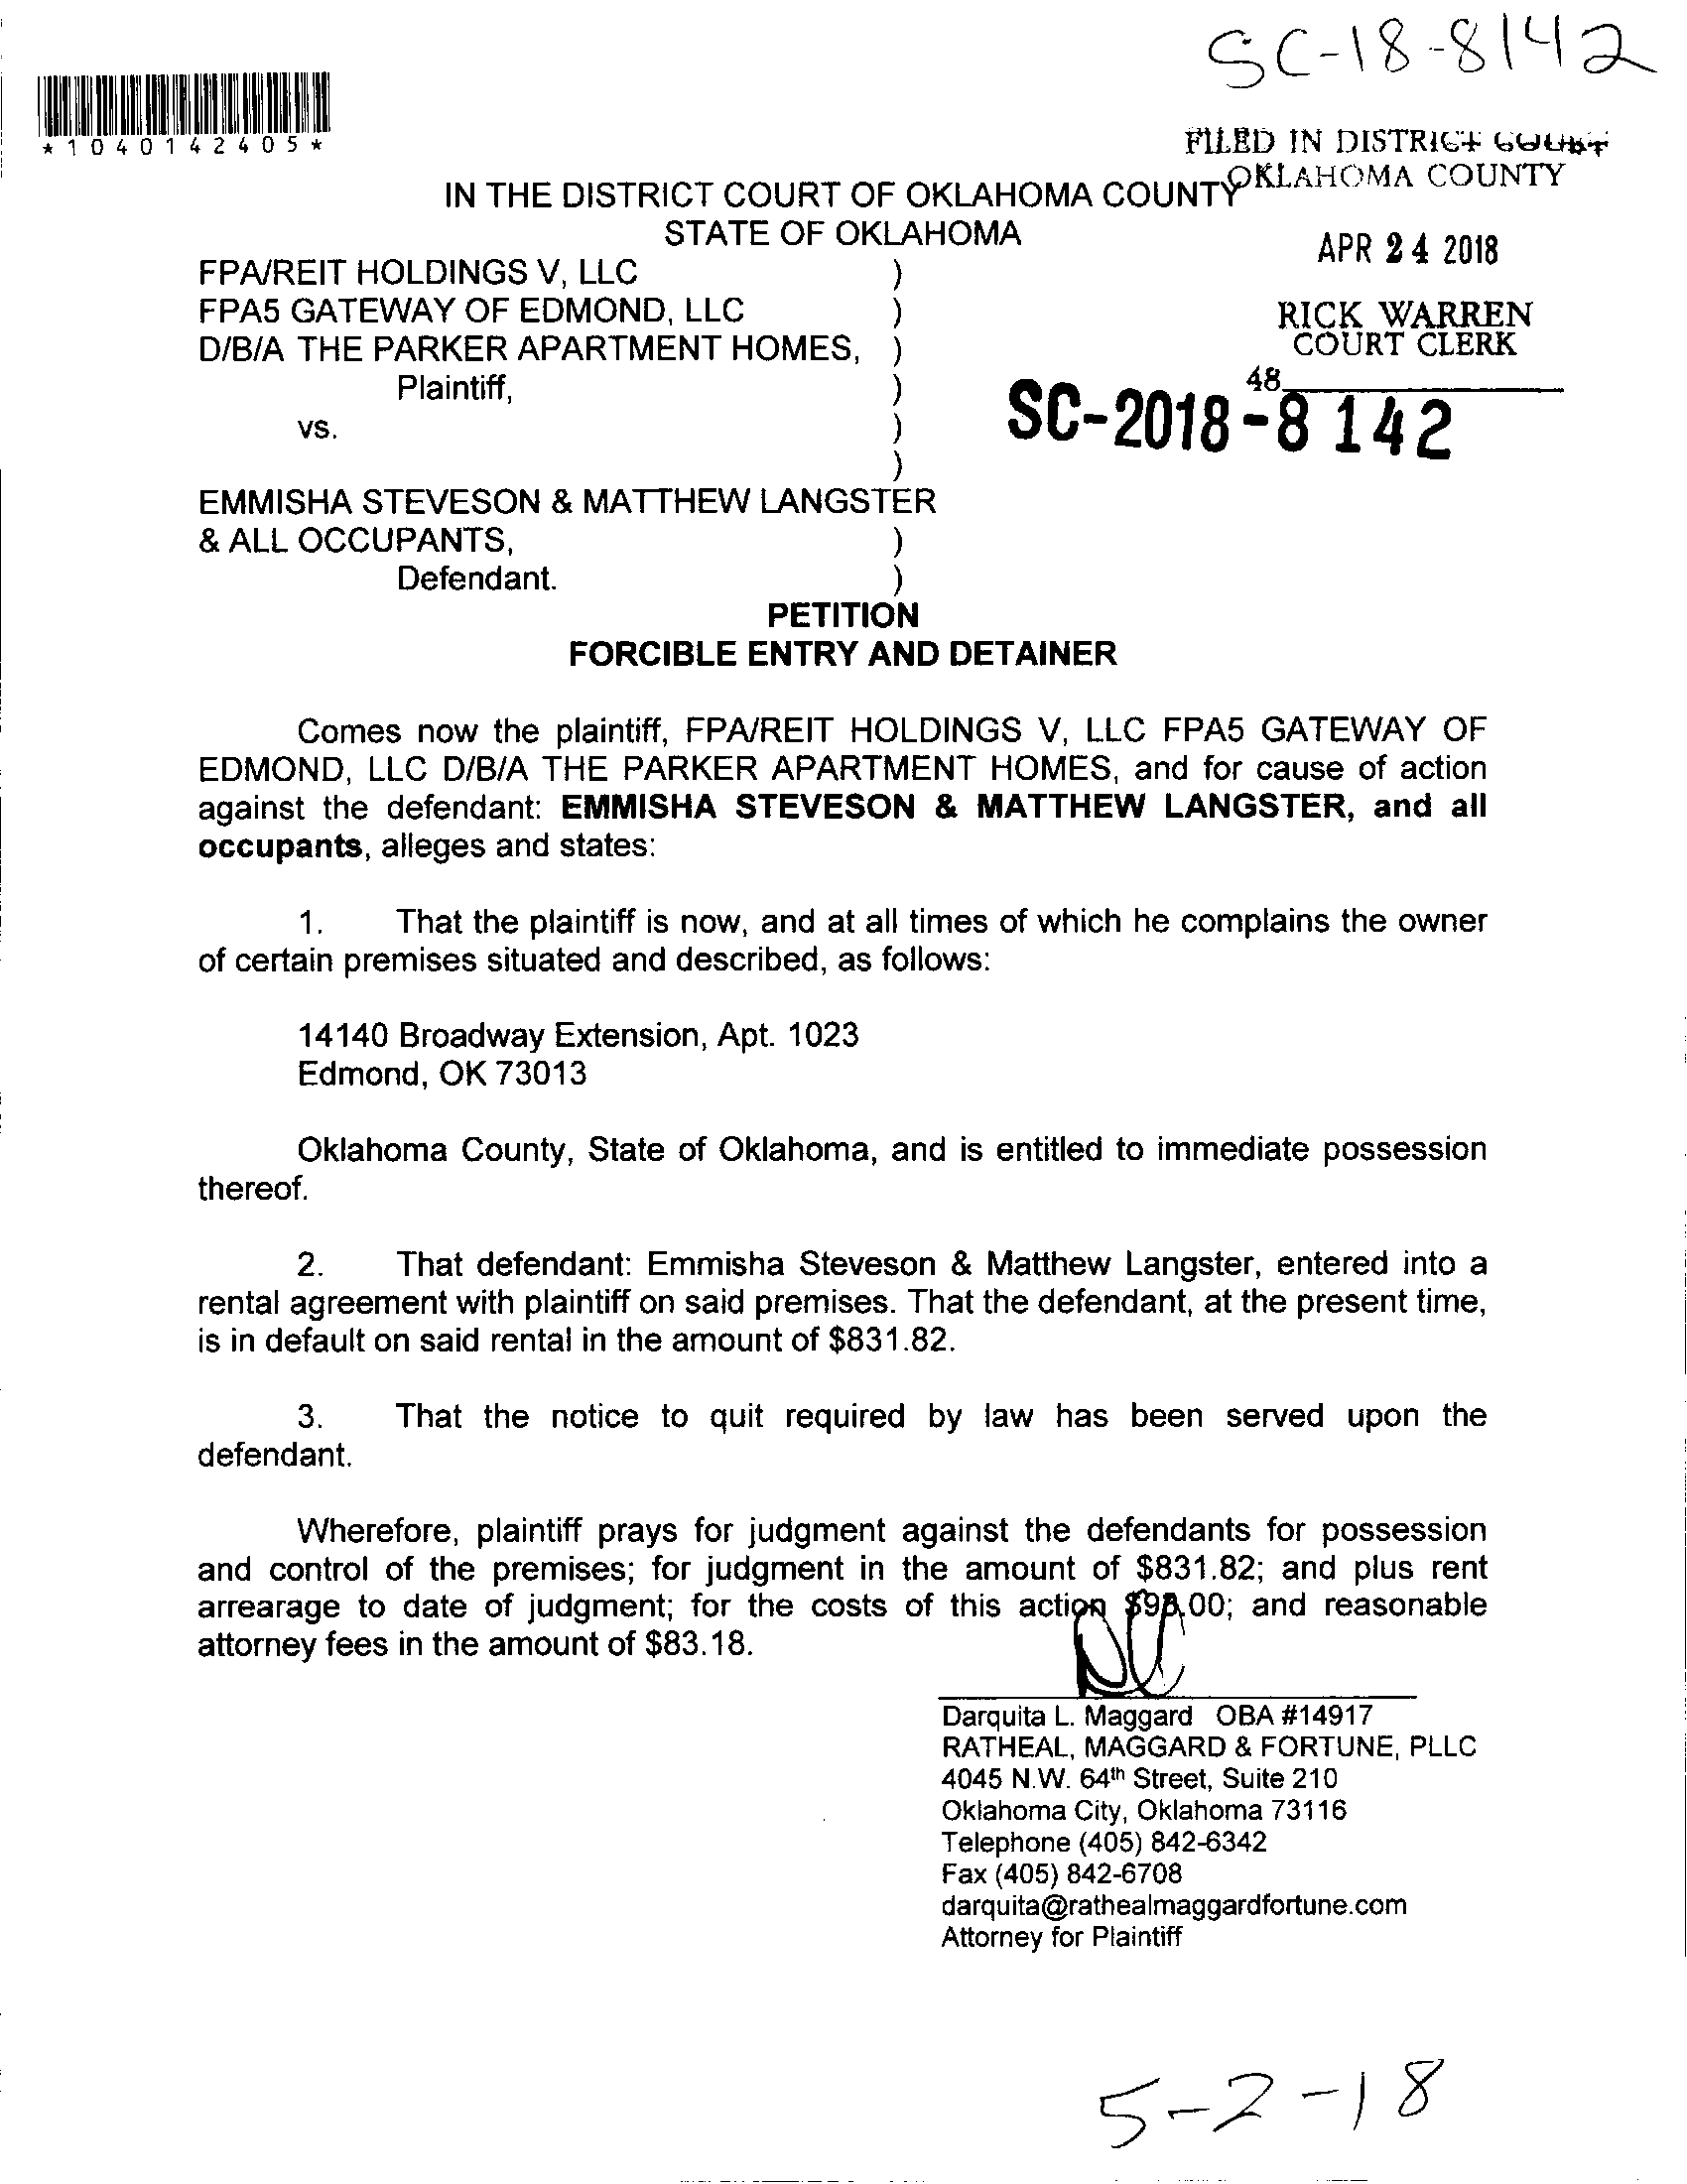 SC-18-8142
*1040142405*
FILED IN DISTRICT COURT
OKLAHOMA COUNTY
IN THE DISTRICT COURT OF OKLAHOMA COUNTY
STATE OF OKLAHOMA
APR 24 2018
FPA/REIT HOLDINGS V, LLC )
FPA5 GATEWAY OF EDMOND, LLC )
D/B/A THE PARKER APARTMENT HOMES, )
RICK WARREN
COURT CLERK
48
Plaintiff, )
SC-2018-8142
vs. )
)
EMMISHA STEVESON & MATTHEW LANGSTER
& ALL OCCUPANTS, )
Defendant. )
PETITION
FORCIBLE ENTRY AND DETAINER
Comes now the plaintiff, FPA/REIT HOLDINGS V, LLC FPA5 GATEWAY OF
EDMOND, LLC D/B/A THE PARKER APARTMENT HOMES, and for cause of action
against the defendant: EMMISHA STEVESON & MATTHEW LANGSTER, and all
occupants, alleges and states:
1. That the plaintiff is now, and at all times of which he complains the owner
of certain premises situated and described, as follows:
14140 Broadway Extension, Apt. 1023
Edmond, OK 73013
Oklahoma County, State of Oklahoma, and is entitled to immediate possession
thereof.
2. That defendant: Emmisha Steveson & Matthew Langster, entered into a
rental agreement with plaintiff on said premises. That the defendant, at the present time,
is in default on said rental in the amount of $831.82.
3. That the notice to quit required by law has been served upon the
defendant.
Wherefore, plaintiff prays for judgment against the defendants for possession
and control of the premises; for judgment in the amount of $831.82; and plus rent
arrearage to date of judgment; for the costs of this action and reasonable
attorney fees in the amount of $83.18.
Darquita L. Maggard OBA #14917
RATHEAL, MAGGARD & FORTUNE, PLLC
4045 N.W. 64th Street, Suite 210
Oklahoma City, Oklahoma 73116
Telephone (405) 842-6342
Fax (405) 842-6708
darquita@rathealmaggardfortune.com
Attorney for Plaintiff
5-2-18